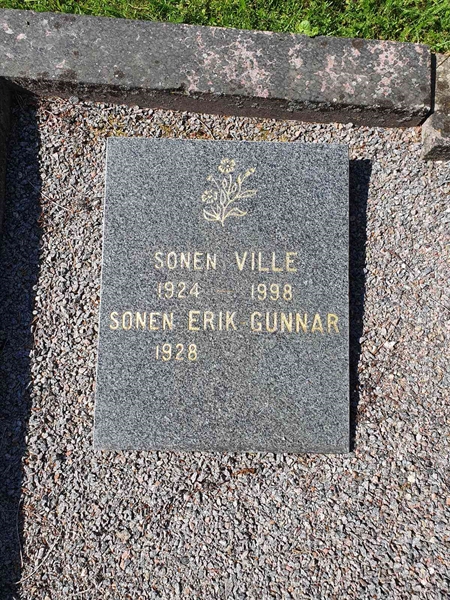 SONEN VILLE
1924 – 1998
SONEN ERIK GUNNAR
1928